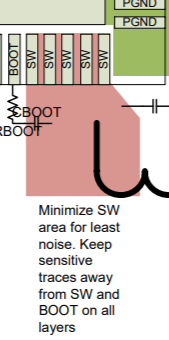 PGND
PGND
BOOT
SW
SW
SW
SW
SW
CBOOT
RBOOT
Minimize SW
area for least
noise. Keep
sensitive
traces away
from SW and
BOOT on all
layers